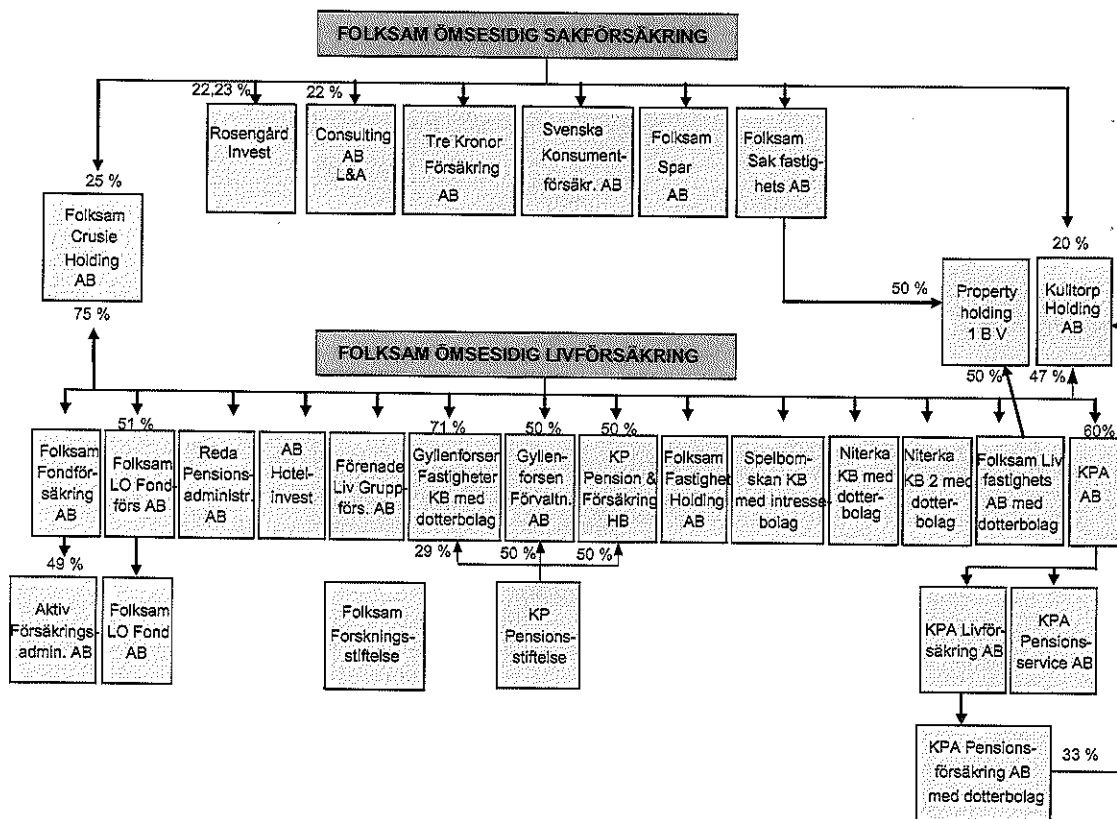 FOLKSAM ÖMSESIDIG SAKFÖRSÄKRING
22,23 %
22 %
Rosengård
Invest
Consulting
AB
L&A
Tre Kronor
Försäkring
AB
Svenska
Konsument-
försäkr. AB
Folksam
Spar
AB
Folksam
Sak fastig-
hets AB
25 %
Folksam
Crusie
Holding
AB
75 %
20 %
50 %
Property
holding
1 B V
Kulltorp
Holding
AB
50 %
47 %
FOLKSAM ÖMSESIDIG LIVFÖRSÄKRING
51 %
71 %
50 %
50 %
60%
Folksam
Fondför-
säkring
AB
Folksam
LO Fond-
förs AB
Reda
Pensions-
administr.
AB
AB
Hotel-
invest
Förenade
Liv Grupp-
förs. AB
Gyllenforsen
Fastigheter
KB med
dotterbolag
Gyllen-
forsen
Förvaltn.
AB
KP
Pension &
Försäkring
HB
Folksam
Fastighet
Holding
AB
Spelbom-
skan KB
med intresse-
bolag
Niterka
KB med
dotter-
bolag
Niterka
KB 2 med
dotter-
bolag
Folksam Liv
fastighets
AB med
dotterbolag
KPA
AB
49 %
29 %
50 %
50 %
Aktiv
Försäkrings-
admin. AB
Folksam
LO Fond
AB
Folksam
Forsknings-
stiftelse
KP
Pensions-
stiftelse
KPA Livför-
säkring AB
KPA
Pensions-
service AB
KPA Pensions-
försäkring AB
med dotterbolag
33 %